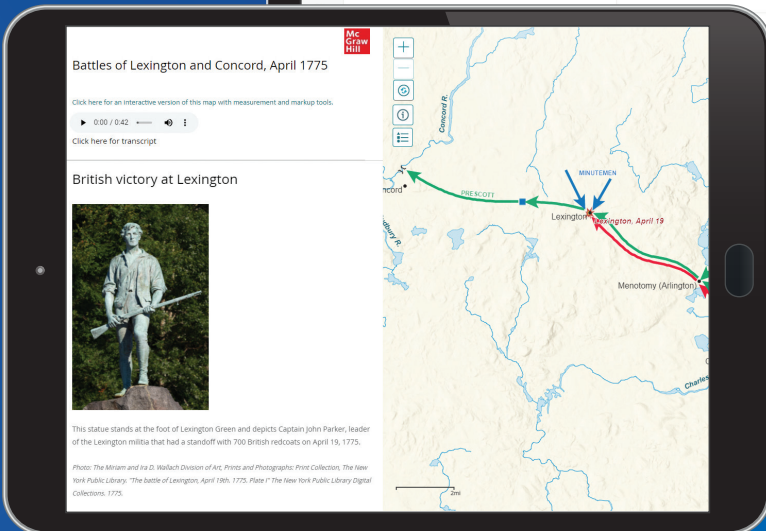 Mc
Graw
Hill
Battles of Lexington and Concord, April 1775
Click here for an interactive version of this map with measurement and markup tools.
0:00 / 0:42
Click here for transcript
British victory at Lexington
This statue stands at the foot of Lexington Green and depicts Captain John Parker, leader
of the Lexington militia that had a standoff with 700 British redcoats on April 19, 1775.
Photo: The Miriam and Ira D. Wallach Division of Art, Prints and Photographs: Print Collection, The New
York Public Library. "The battle of Lexington, April 19th. 1775. Plate I" The New York Public Library Digital
Collections. 1775.
Concord R.
MINUTEMEN
ncord
PRESCOTT
Lexington
Lexington, April 19
dbury R.
Menotomy (Arlington)
C
Charles
2mi